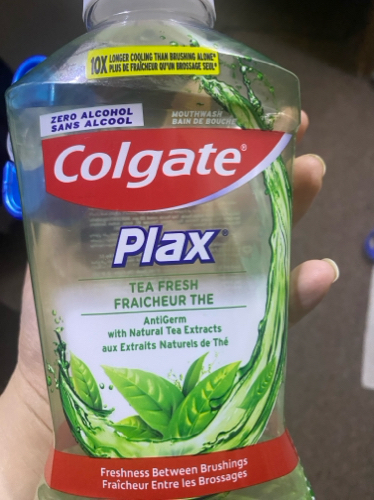 10X LONGER COOLING THAN BRUSHING ALONE*
PLUS DE FRAÎCHEUR QU'UN BROSSAGE SEUL*
ZERO ALCOHOL
SANS ALCOOL
MOUTHWASH
BAIN DE BOUCHE
Colgate®
Plax®
TEA FRESH
FRAICHEUR THE
AntiGerm
with Natural Tea Extracts
aux Extraits Naturels de Thé
Freshness Between Brushings
Fraîcheur Entre les Brossages